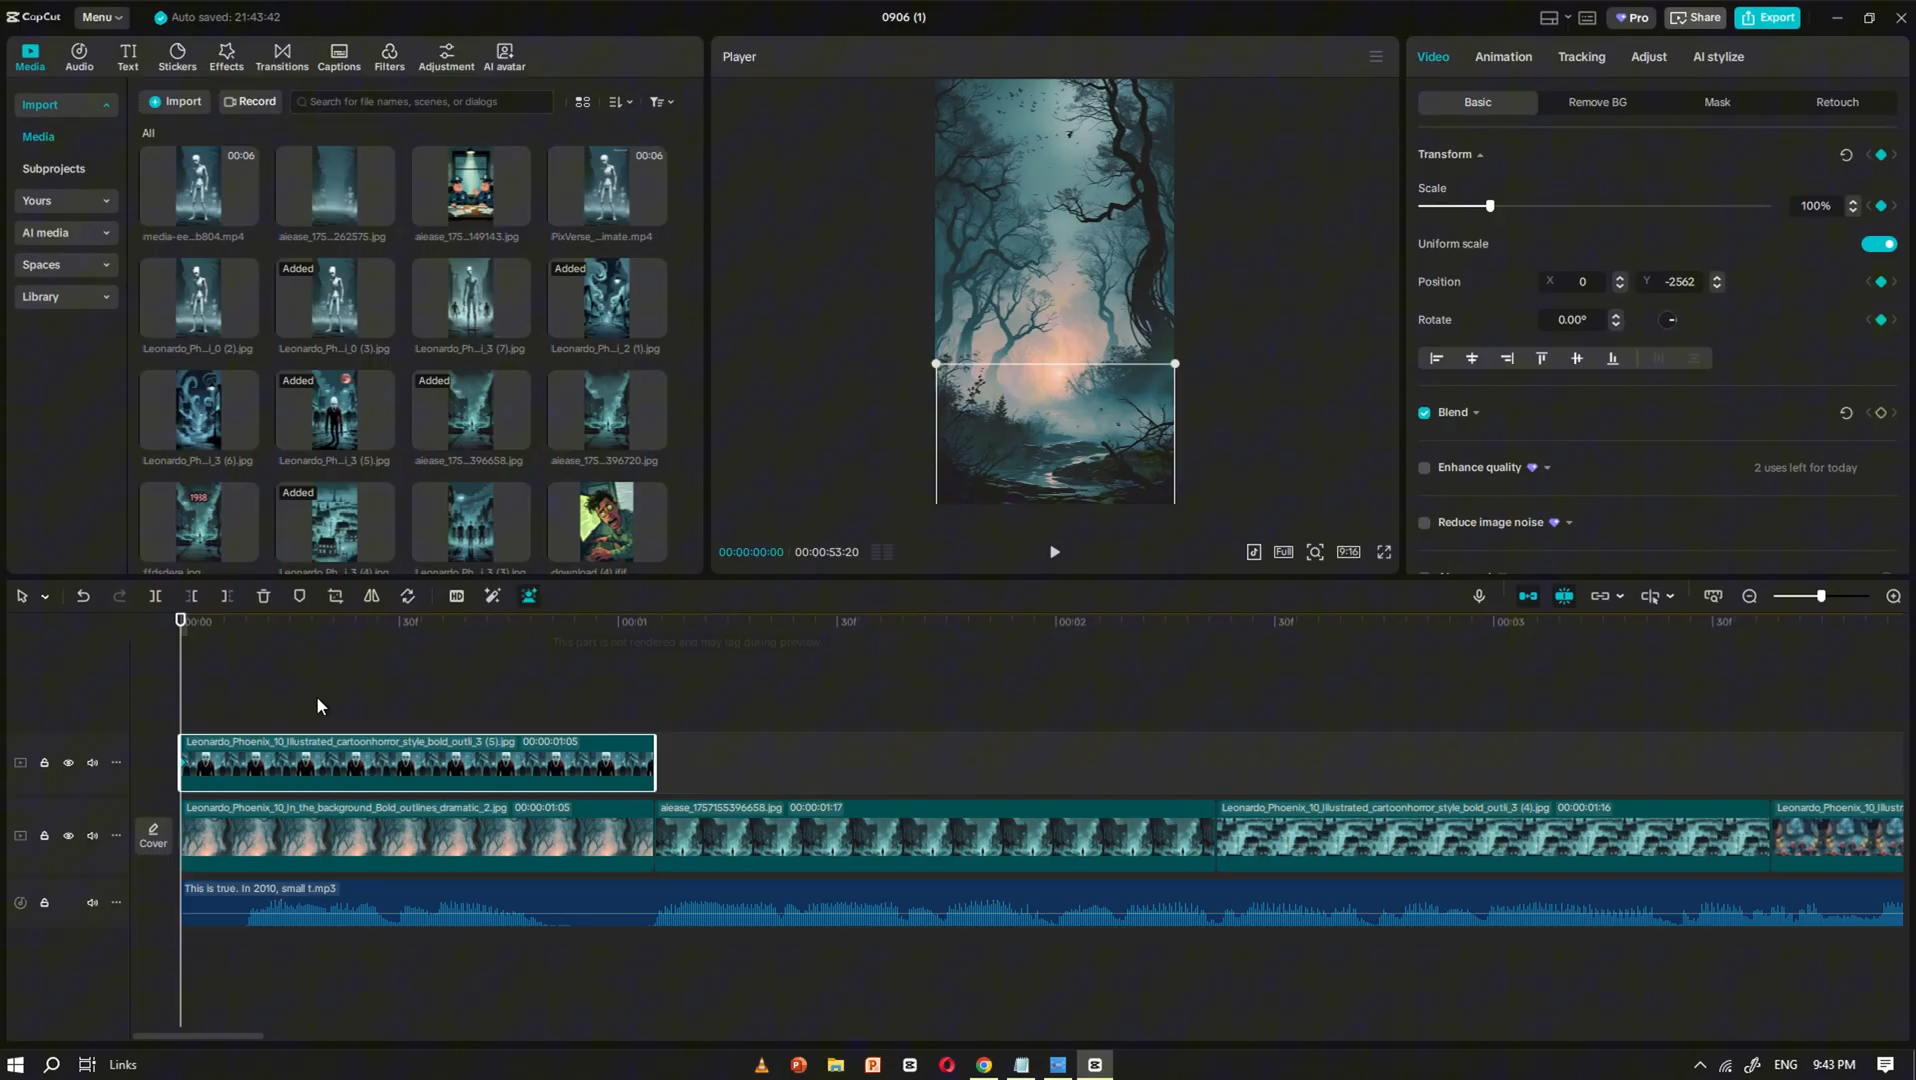 CapCut
Menu
Auto saved: 21:43:42
0906 (1)
Pro
Share
Export
Media
Audio
Text
Stickers
Effects
Transitions
Captions
Filters
Adjustment
AI avatar
Player
Video
Animation
Tracking
Adjust
AI stylize
Import
Import
Record
Search for file names, scenes, or dialogs
Basic
Remove BG
Mask
Retouch
Media
Subprojects
Yours
AI media
Spaces
Library
All
00:06
00:06
media-ee...b804.mp4
aiease_175...262575.jpg
aiease_175...149143.jpg
PixVerse_...imate.mp4
Added
Added
Leonardo_Ph...i_0 (2).jpg
Leonardo_Ph...i_0 (3).jpg
Leonardo_Ph...i_3 (7).jpg
Leonardo_Ph...i_2 (1).jpg
Added
Added
Leonardo_Ph...i_3 (6).jpg
Leonardo_Ph...i_3 (5).jpg
aiease_175...396658.jpg
aiease_175...396720.jpg
1938
Added
ffdsdere.jpg
Leonardo_Ph...i_3 (4).jpg
Leonardo_Ph...i_3 (3).jpg
download (4).jfif
Transform
Scale
100%
Uniform scale
Position
X 0
Y -2562
Rotate
0.00°
Blend
Enhance quality
2 uses left for today
Reduce image noise
00:00:00:00
00:00:53:20
Full
9:16
HD
00:00
30f
00:01
30f
00:02
30f
00:03
30f
This part is not rendered and may lag during preview.
Leonardo_Phoenix_10_Illustrated_cartoonhorror_style_bold_outli_3 (5).jpg 00:00:01:05
Cover
Leonardo_Phoenix_10_In_the_background_Bold_outlines_dramatic_2.jpg 00:00:01:05
aiease_1757155396658.jpg 00:00:01:17
Leonardo_Phoenix_10_Illustrated_cartoonhorror_style_bold_outli_3 (4).jpg 00:00:01:16
Leonardo_Phoenix_10_Illustr
This is true. In 2010, small t.mp3
Links
ENG
9:43 PM